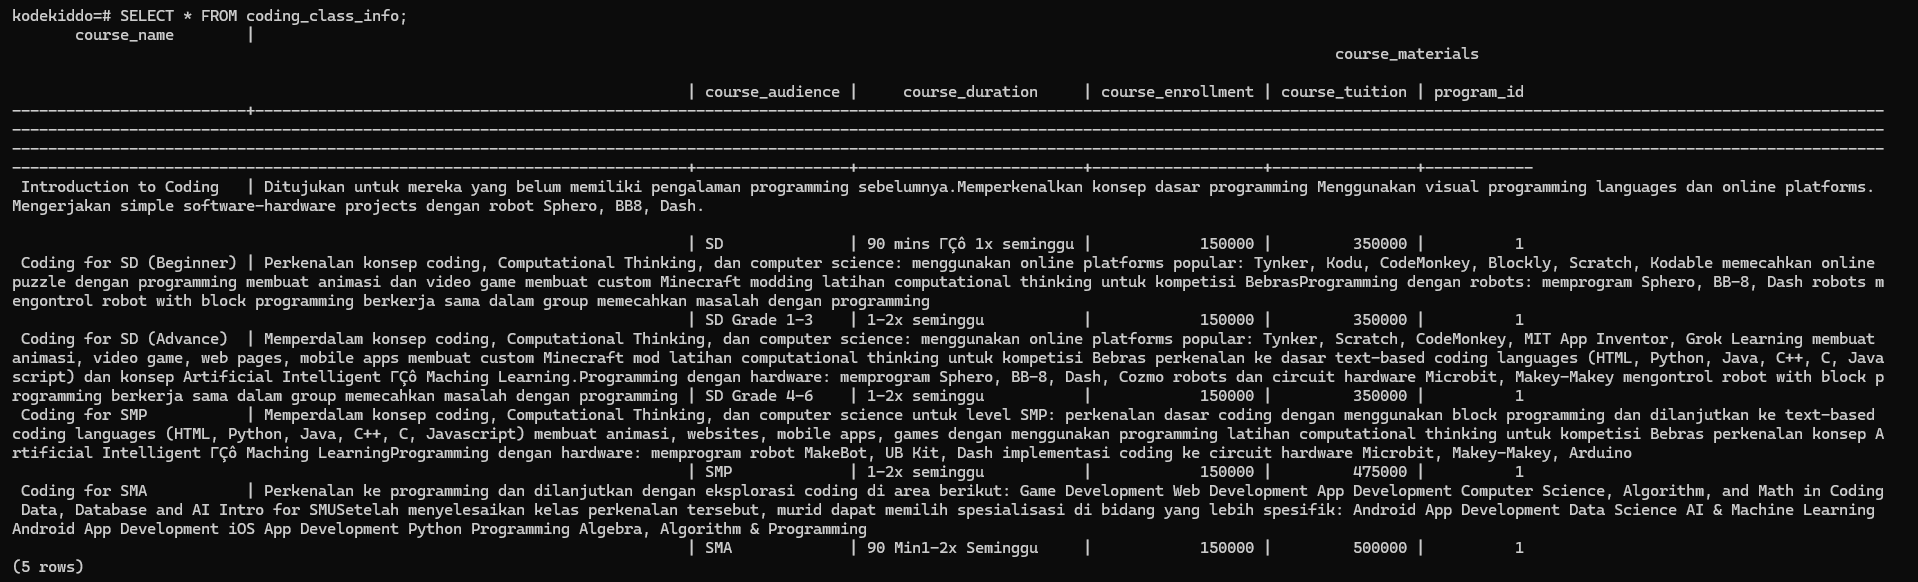 kodekiddo=# SELECT * FROM coding_class_info;
course_name |
course_materials
| course_audience | course_duration | course_enrollment | course_tuition | program_id
Introduction to Coding | Ditujukan untuk mereka yang belum memiliki pengalaman programming sebelumnya.Memperkenalkan konsep dasar programming Menggunakan visual programming languages dan online platforms.
Mengerjakan simple software-hardware projects dengan robot Sphero, BB8, Dash.
| SD | 90 mins ΓÇô 1x seminggu | 150000 | 350000 | 1
Coding for SD (Beginner) | Perkenalan konsep coding, Computational Thinking, dan computer science: menggunakan online platforms popular: Tynker, Kodu, CodeMonkey, Blockly, Scratch, Kodable memecahkan online
puzzle dengan programming membuat animasi dan video game membuat custom Minecraft modding latihan computational thinking untuk kompetisi BebrasProgramming dengan robots: memprogram Sphero, BB-8, Dash robots m
engontrol robot with block programming berkerja sama dalam group memecahkan masalah dengan programming
| SD Grade 1-3 | 1-2x seminggu | 150000 | 350000 | 1
Coding for SD (Advance) | Memperdalam konsep coding, Computational Thinking, dan computer science: menggunakan online platforms popular: Tynker, Scratch, CodeMonkey, MIT App Inventor, Grok Learning membuat
animasi, video game, web pages, mobile apps membuat custom Minecraft mod latihan computational thinking untuk kompetisi Bebras perkenalan ke dasar text-based coding languages (HTML, Python, Java, C++, C, Java
script) dan konsep Artificial Intelligent ΓÇô Maching Learning.Programming dengan hardware: memprogram Sphero, BB-8, Dash, Cozmo robots dan circuit hardware Microbit, Makey-Makey mengontrol robot with block p
rogramming berkerja sama dalam group memecahkan masalah dengan programming | SD Grade 4-6 | 1-2x seminggu | 150000 | 350000 | 1
Coding for SMP | Memperdalam konsep coding, Computational Thinking, dan computer science untuk level SMP: perkenalan dasar coding dengan menggunakan block programming dan dilanjutkan ke text-based
coding languages (HTML, Python, Java, C++, C, Javascript) membuat animasi, websites, mobile apps, games dengan menggunakan programming latihan computational thinking untuk kompetisi Bebras perkenalan konsep A
rtificial Intelligent ΓÇô Maching LearningProgramming dengan hardware: memprogram robot MakeBot, UB Kit, Dash implementasi coding ke circuit hardware Microbit, Makey-Makey, Arduino
| SMP | 1-2x seminggu | 150000 | 475000 | 1
Coding for SMA | Perkenalan ke programming dan dilanjutkan dengan eksplorasi coding di area berikut: Game Development Web Development App Development Computer Science, Algorithm, and Math in Coding
Data, Database and AI Intro for SMUSetelah menyelesaikan kelas perkenalan tersebut, murid dapat memilih spesialisasi di bidang yang lebih spesifik: Android App Development Data Science AI & Machine Learning
Android App Development iOS App Development Python Programming Algebra, Algorithm & Programming
| SMA | 90 Min1-2x Seminggu | 150000 | 500000 | 1
(5 rows)